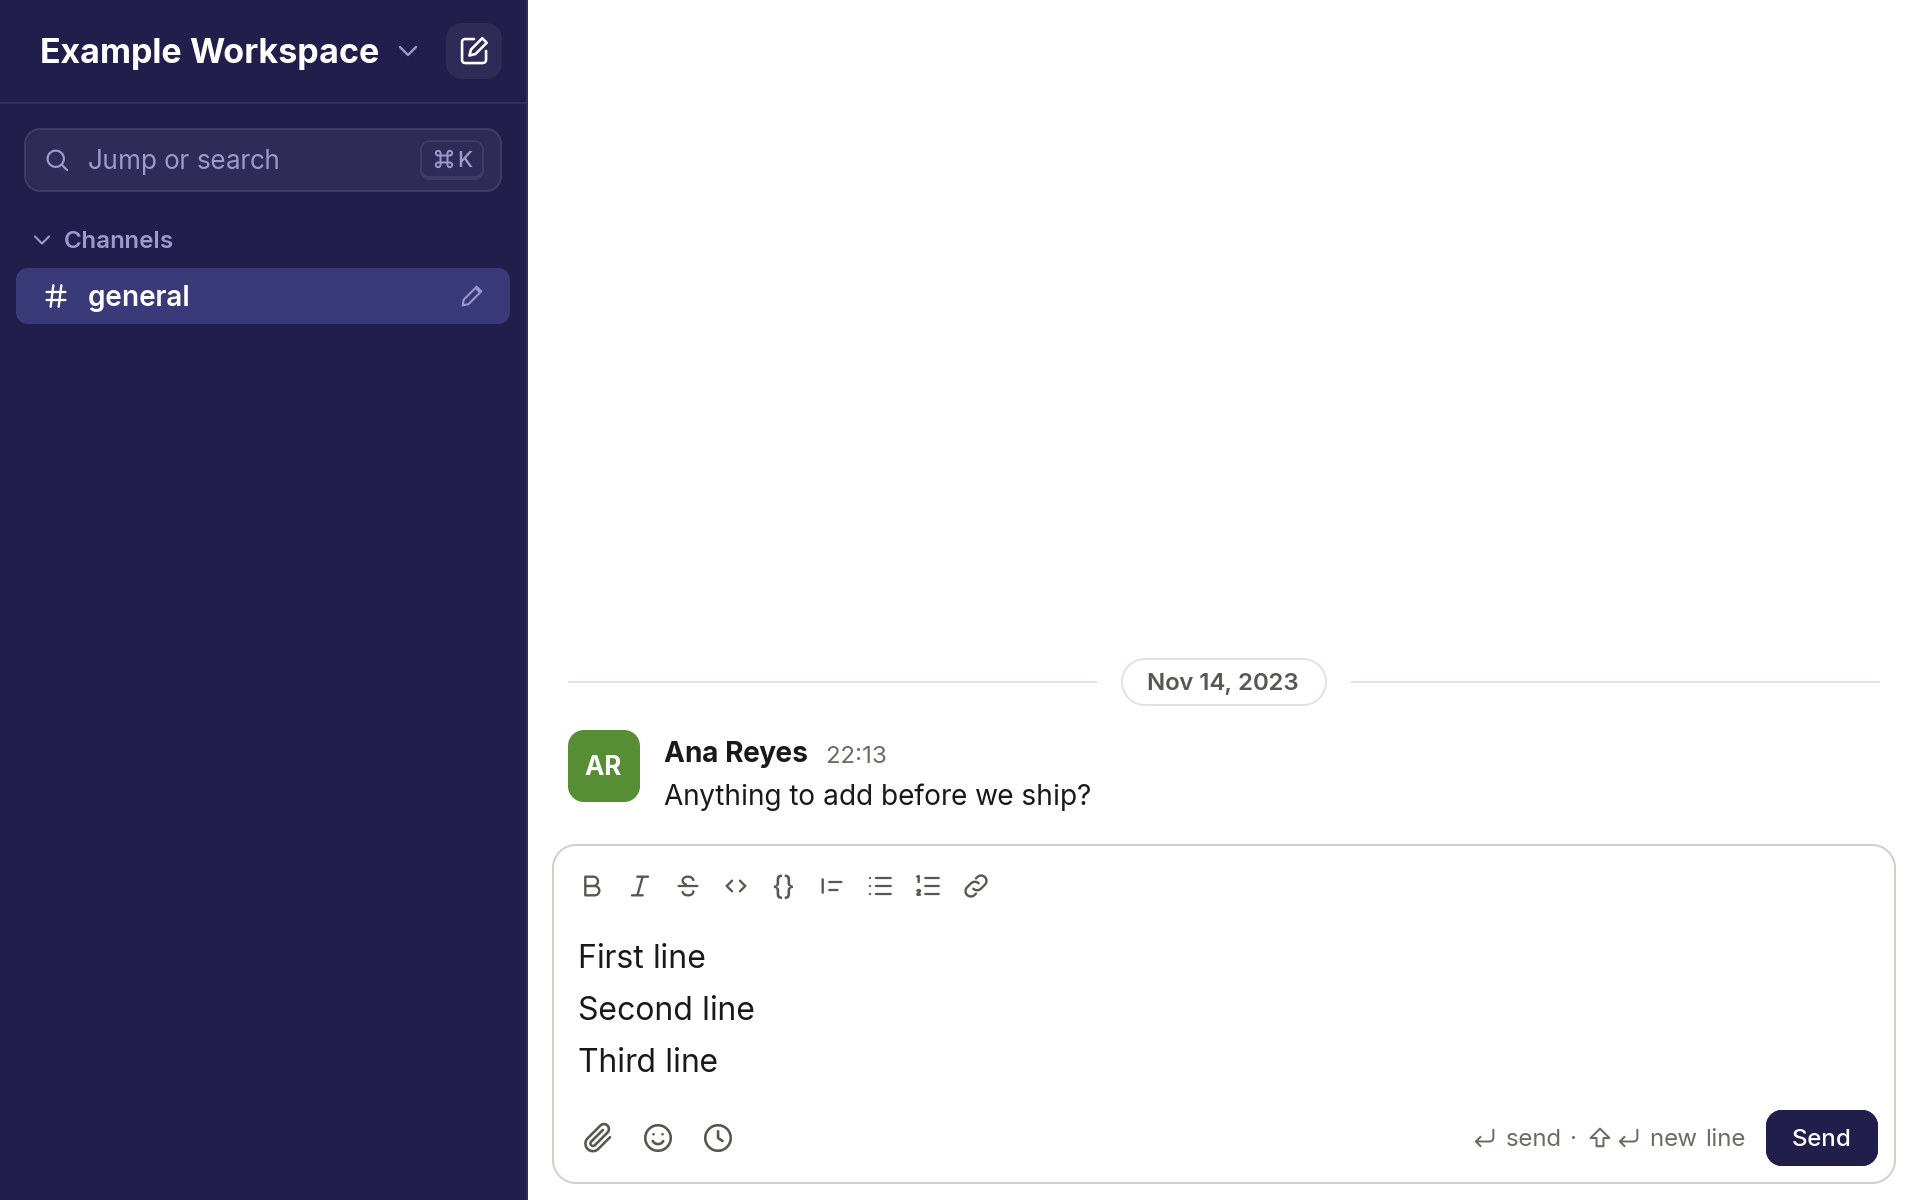 Example Workspace
Jump or search ⌘K
Channels
# general
Nov 14, 2023
AR
Ana Reyes 22:13
Anything to add before we ship?
First line
Second line
Third line
send · new line
Send